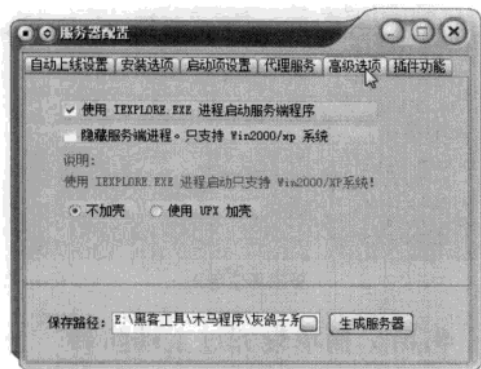 服务器配置
自动上线设置 安装选项 启动项设置 代理服务 高级选项 插件功能
使用 IEXPLORE.EXE 进程启动服务端程序
隐藏服务端进程。只支持 Win2000/xp 系统
说明:
使用 IEXPLORE.EXE 进程启动只支持 Win2000/XP系统!
不加壳 使用 UPX 加壳
保存路径: E:\黑客工具\木马程序\灰鸽子系
生成服务器